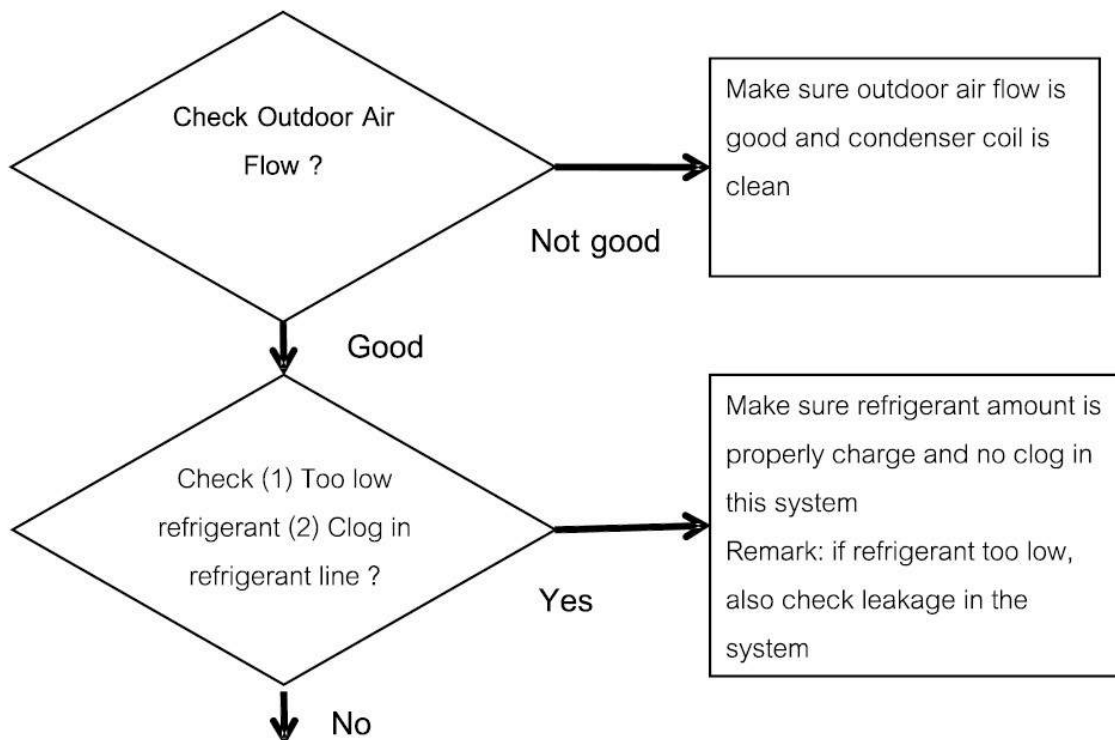 Check Outdoor Air
Flow ?
Make sure outdoor air flow is
good and condenser coil is
clean
Not good
Good
Check (1) Too low
refrigerant (2) Clog in
refrigerant line ?
Make sure refrigerant amount is
properly charge and no clog in
this system
Remark: if refrigerant too low,
also check leakage in the
system
Yes
No